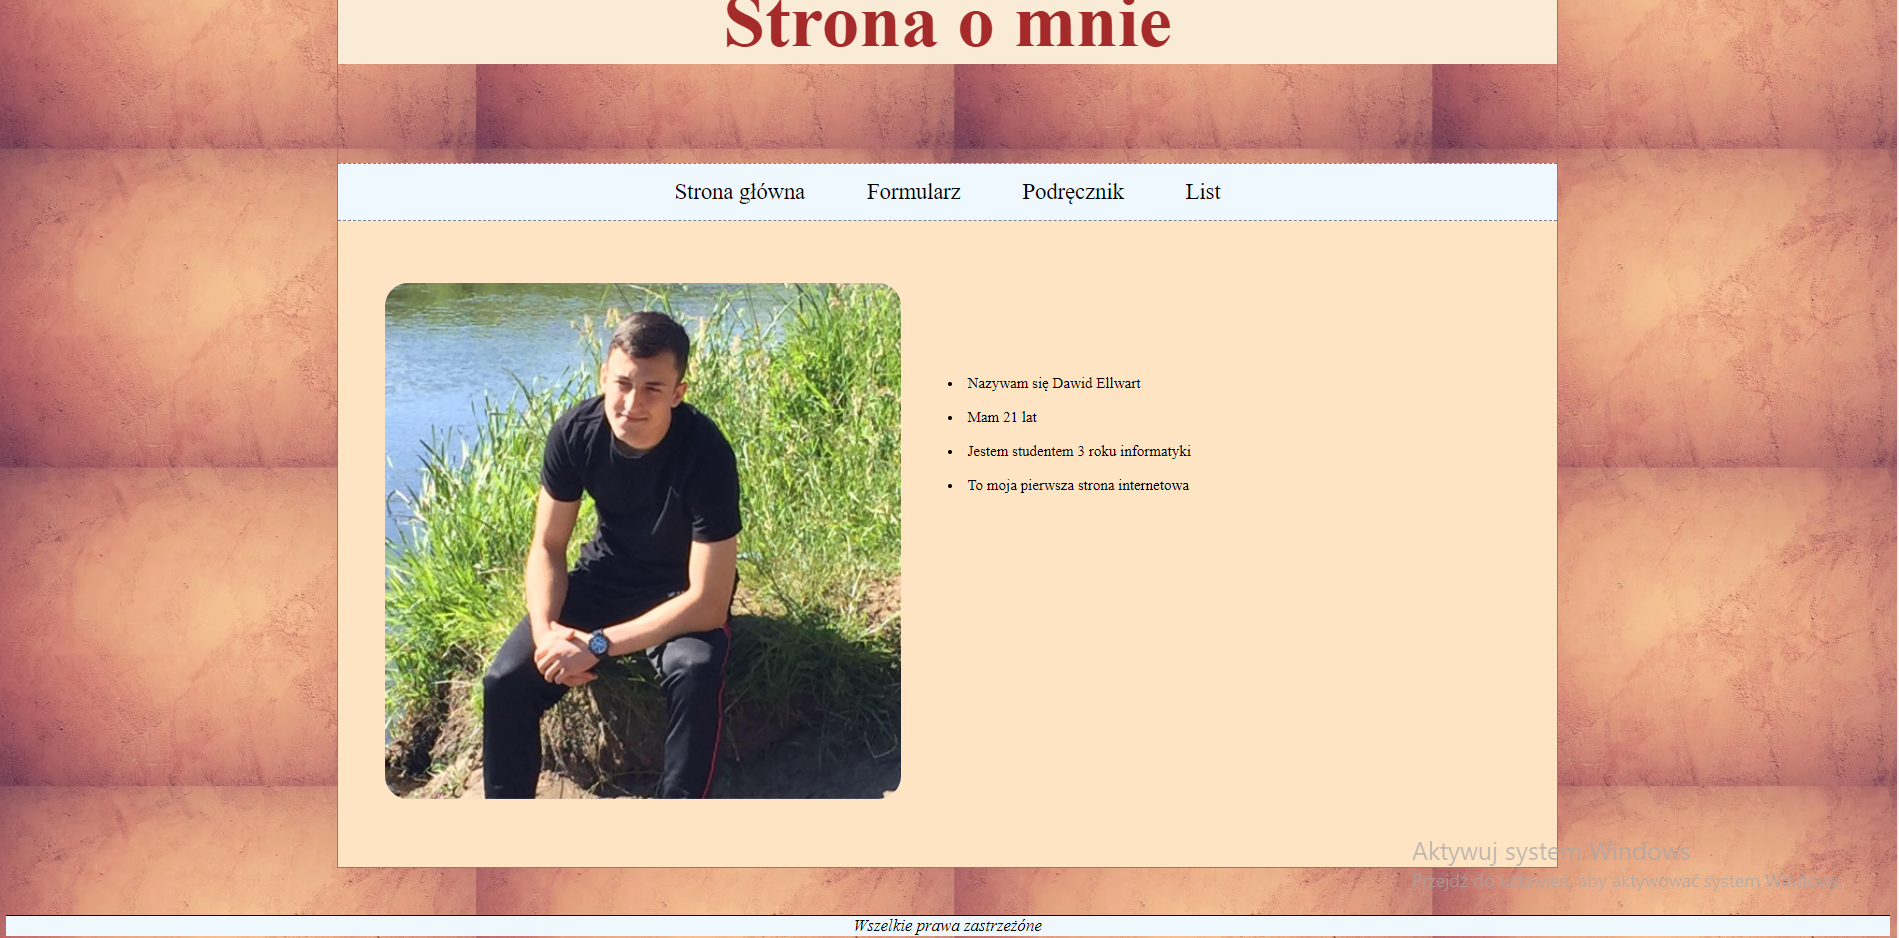 Strona o mnie
Strona główna Formularz Podręcznik List
Nazywam się Dawid Ellwart
Mam 21 lat
Jestem studentem 3 roku informatyki
To moja pierwsza strona internetowa
Aktywuj system Windows
Przejdź do ustawień, aby aktywować system Windows.
Wszelkie prawa zastrzeżóne